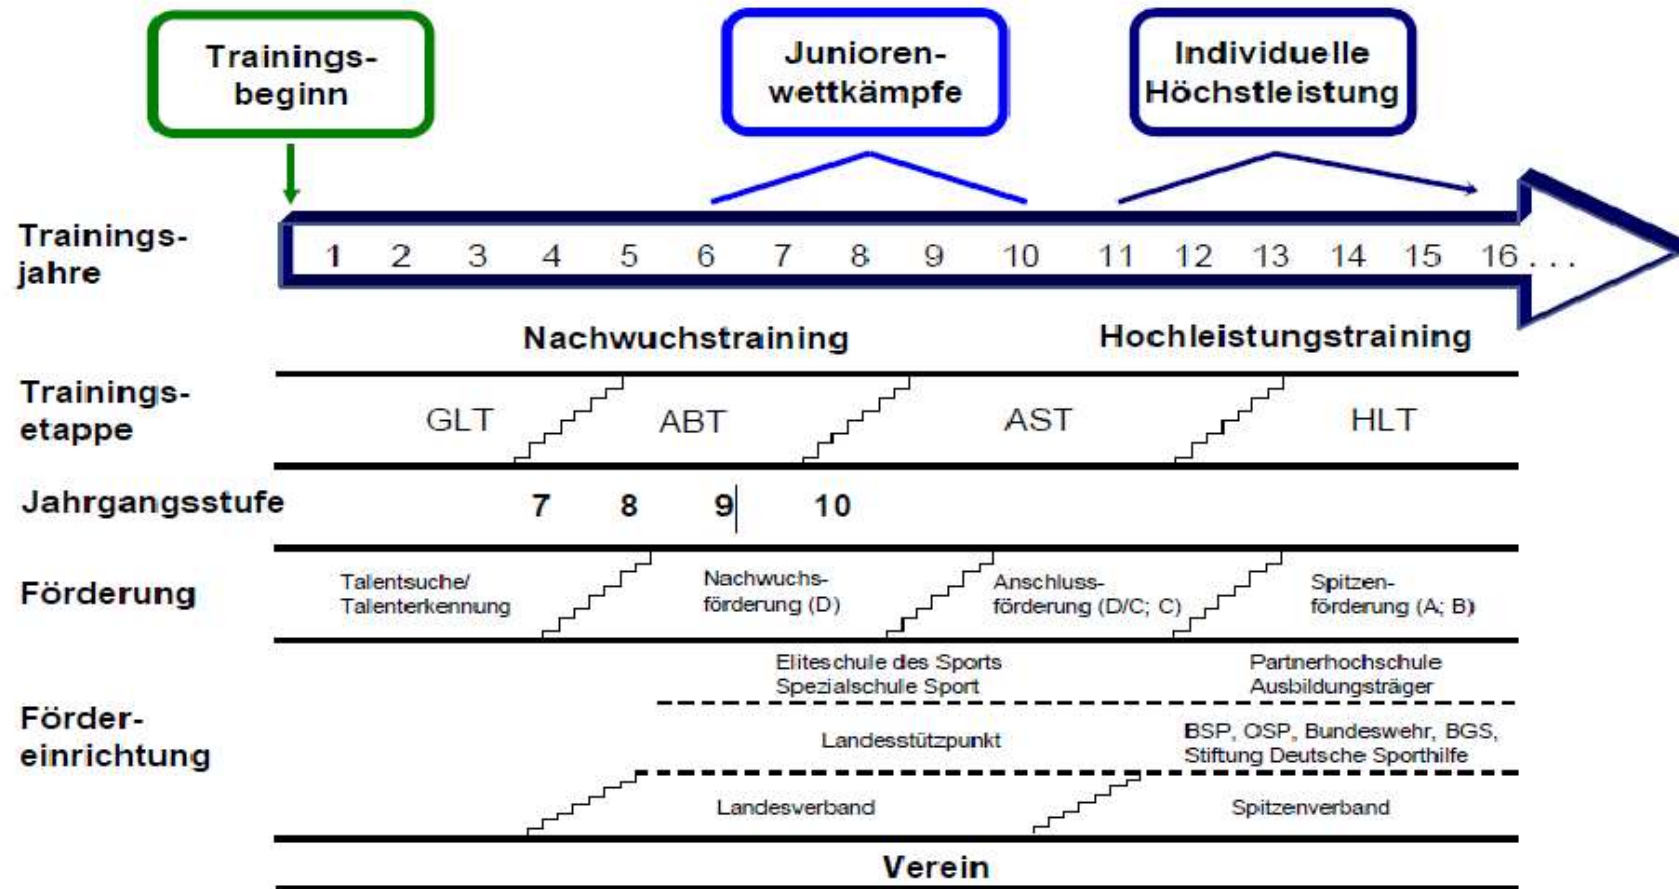 Trainings-
beginn
Junioren-
wettkämpfe
Individuelle
Höchstleistung
Trainings-
jahre
1 2 3 4 5 6 7 8 9 10 11 12 13 14 15 16 . . .
Nachwuchstraining Hochleistungstraining
Trainings-
etappe
GLT ABT AST HLT
Jahrgangsstufe 7 8 9 10
Förderung
Talentsuche/
Talenterkennung
Nachwuchs-
förderung (D)
Anschluss-
förderung (D/C; C)
Spitzen-
förderung (A; B)
Förder-
einrichtung
Eliteschule des Sports
Spezialschule Sport
Partnerhochschule
Ausbildungsträger
Landesstützpunkt
BSP, OSP, Bundeswehr, BGS,
Stiftung Deutsche Sporthilfe
Landesverband Spitzenverband
Verein